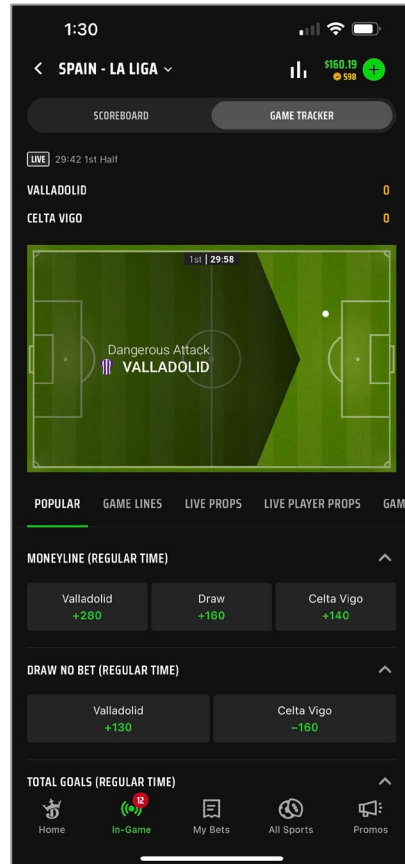 1:30
SPAIN - LA LIGA
$160.19
598
SCOREBOARD GAME TRACKER
LIVE 29:42 1st Half
VALLADOLID 0
CELTA VIGO 0
1st | 29:58
Dangerous Attack
VALLADOLID
POPULAR GAME LINES LIVE PROPS LIVE PLAYER PROPS GAM
MONEYLINE (REGULAR TIME)
Valladolid Draw Celta Vigo
+280 +160 +140
DRAW NO BET (REGULAR TIME)
Valladolid Celta Vigo
+130 −160
TOTAL GOALS (REGULAR TIME)
12
Home In-Game My Bets All Sports Promos